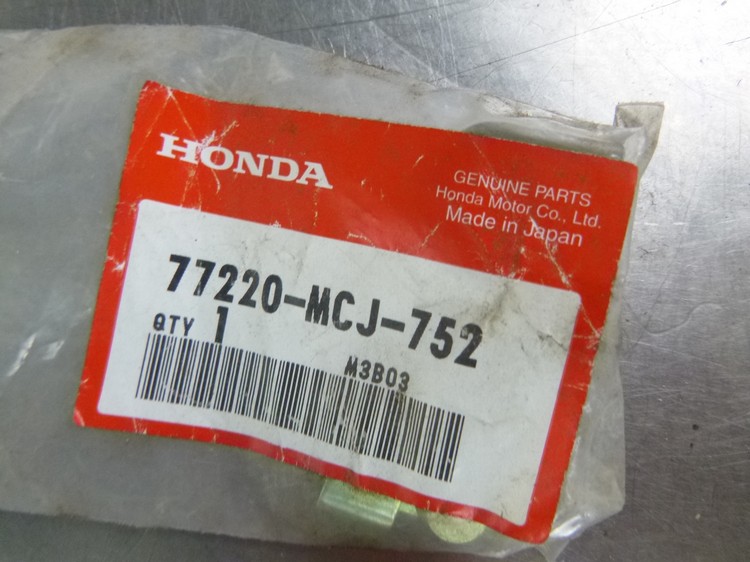 HONDA
GENUINE PARTS
Honda Motor Co., Ltd.
Made in Japan
77220-MCJ-752
QTY 1
M3B03